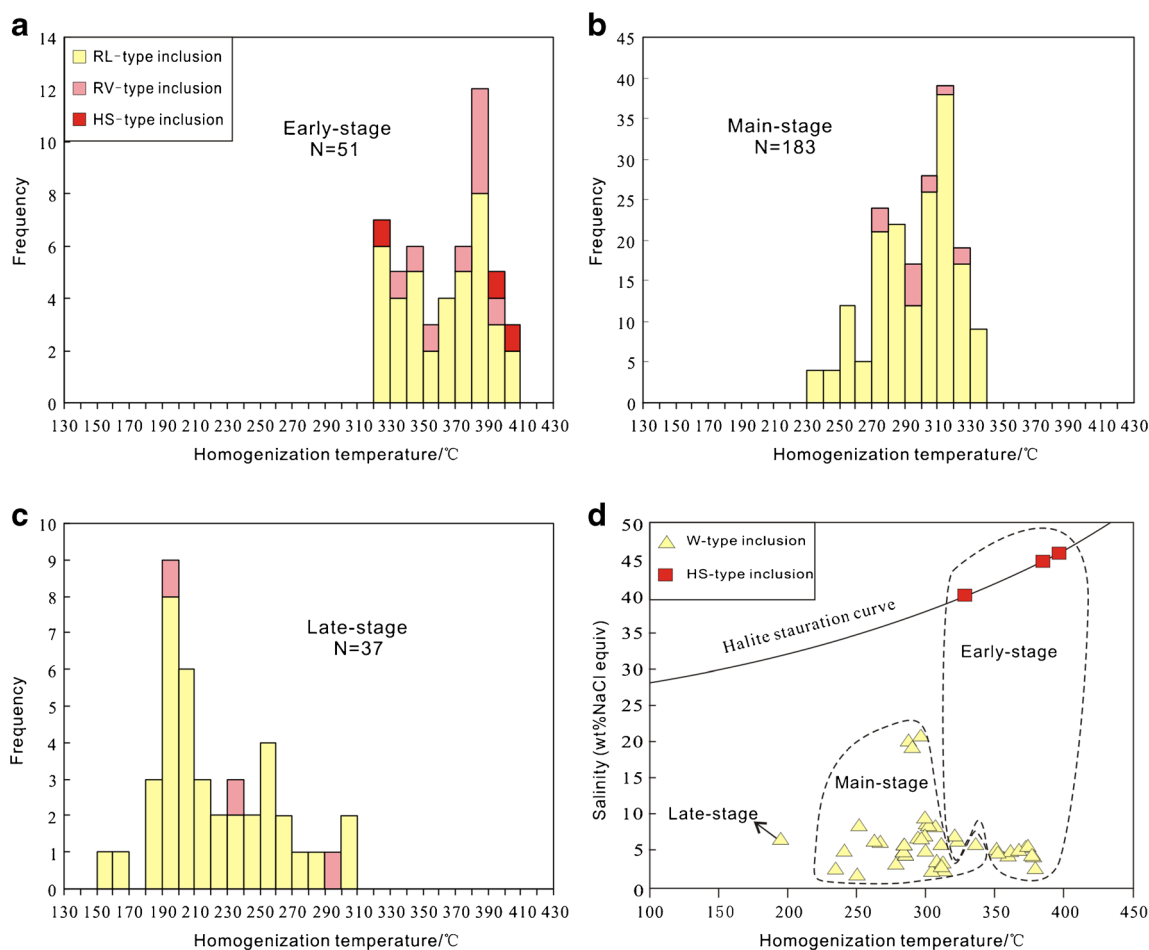 a
14
12
10
8
6
4
2
0
RL-type inclusion
RV-type inclusion
HS-type inclusion
Early-stage
N=51
Frequency
130 150 170 190 210 230 250 270 290 310 330 350 370 390 410 430
Homogenization temperature/℃
b
45
40
35
30
25
20
15
10
5
0
Main-stage
N=183
Frequency
130 150 170 190 210 230 250 270 290 310 330 350 370 390 410 430
Homogenization temperature/℃
c
10
9
8
7
6
5
4
3
2
1
0
Late-stage
N=37
Frequency
130 150 170 190 210 230 250 270 290 310 330 350 370 390 410 430
Homogenization temperature/℃
d
50
45
40
35
30
25
20
15
10
5
0
W-type inclusion
HS-type inclusion
Halite stauration curve
Early-stage
Main-stage
Late-stage
Salinity (wt%NaCl equiv)
100 150 200 250 300 350 400 450
Homogenization temperature/℃